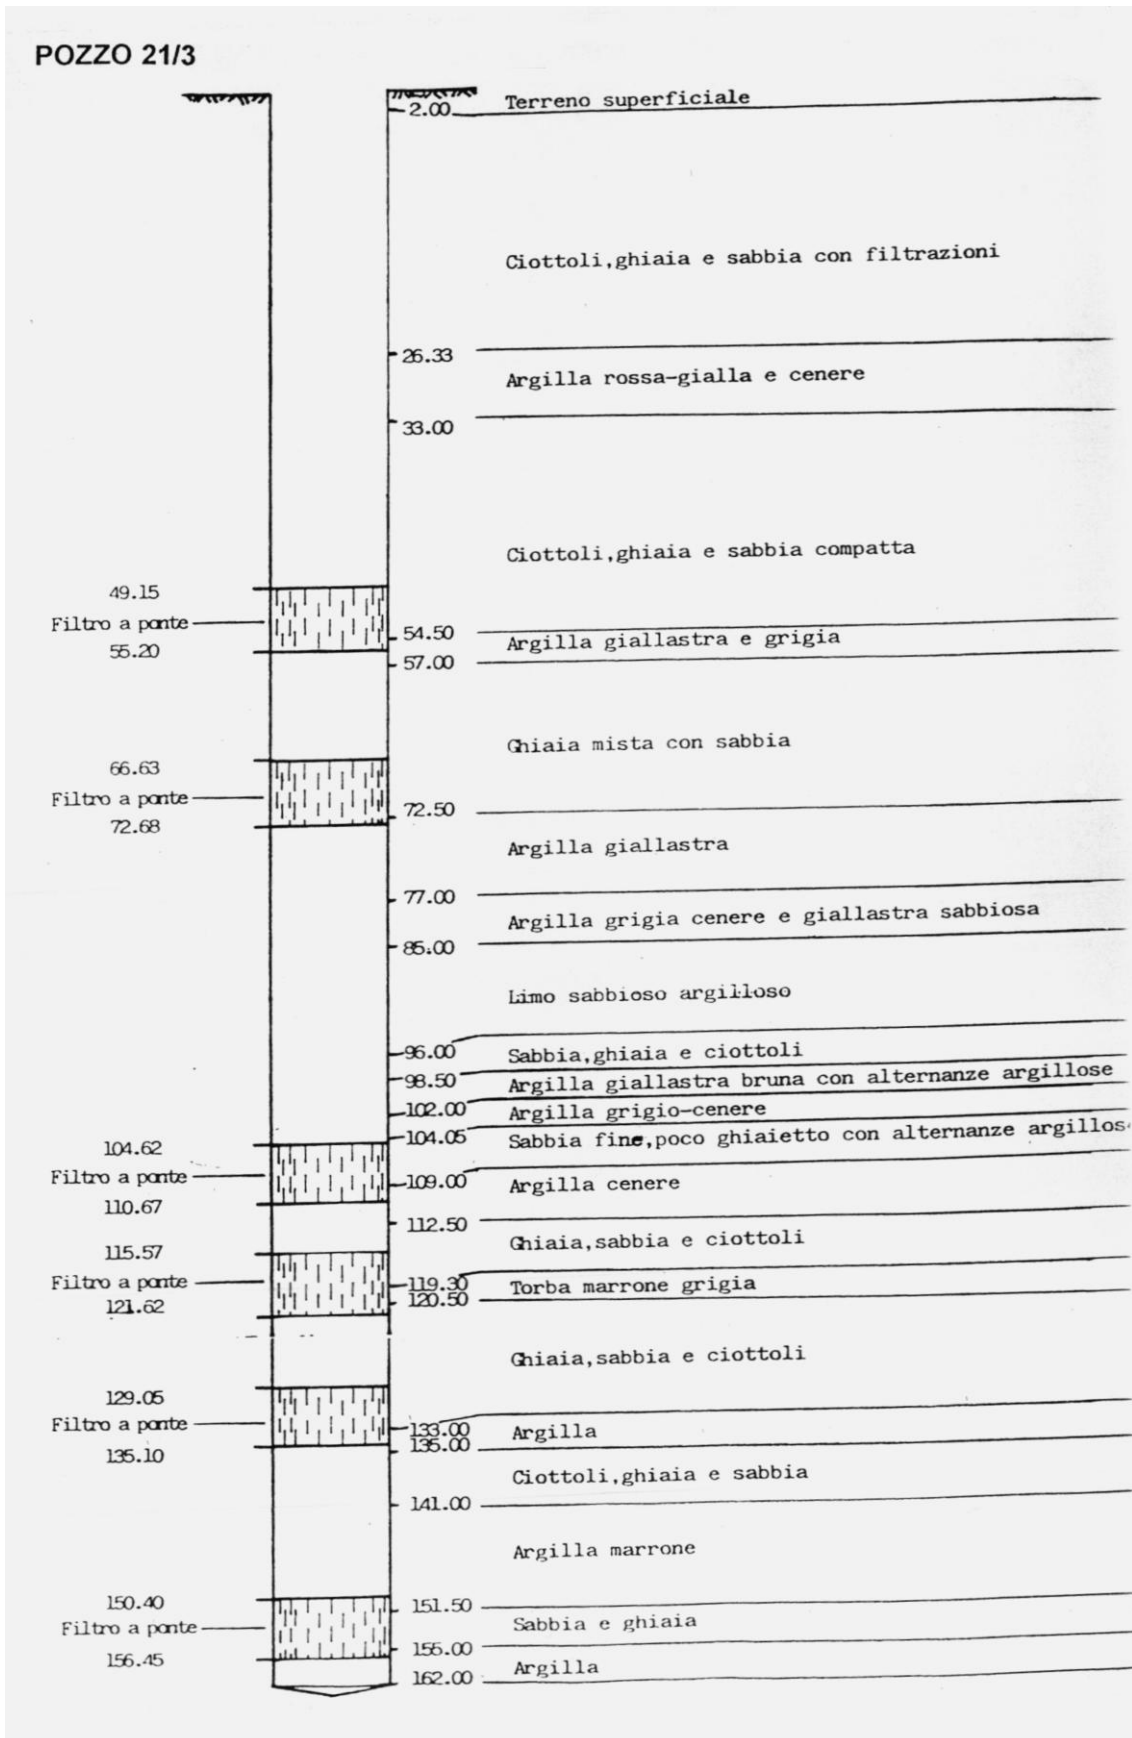 POZZO 21/3
2.00 Terreno superficiale
Ciottoli,ghiaia e sabbia con filtrazioni
26.33
Argilla rossa-gialla e cenere
33.00
Ciottoli,ghiaia e sabbia compatta
49.15
Filtro a ponte
54.50
Argilla giallastra e grigia
55.20
57.00
Ghiaia mista con sabbia
66.63
Filtro a ponte
72.50
72.68
Argilla giallastra
77.00
Argilla grigia cenere e giallastra sabbiosa
85.00
Limo sabbioso argilloso
96.00
Sabbia,ghiaia e ciottoli
98.50
Argilla giallastra bruna con alternanze argillose
102.00
Argilla grigio-cenere
104.05
Sabbia fine,poco ghiaietto con alternanze argillos
104.62
Filtro a ponte
109.00
Argilla cenere
110.67
112.50
Ghiaia,sabbia e ciottoli
115.57
Filtro a ponte
119.30
Torba marrone grigia
120.50
121.62
Ghiaia,sabbia e ciottoli
129.05
Filtro a ponte
133.00
Argilla
135.00
135.10
Ciottoli,ghiaia e sabbia
141.00
Argilla marrone
150.40
151.50
Filtro a ponte
Sabbia e ghiaia
155.00
156.45
Argilla
162.00